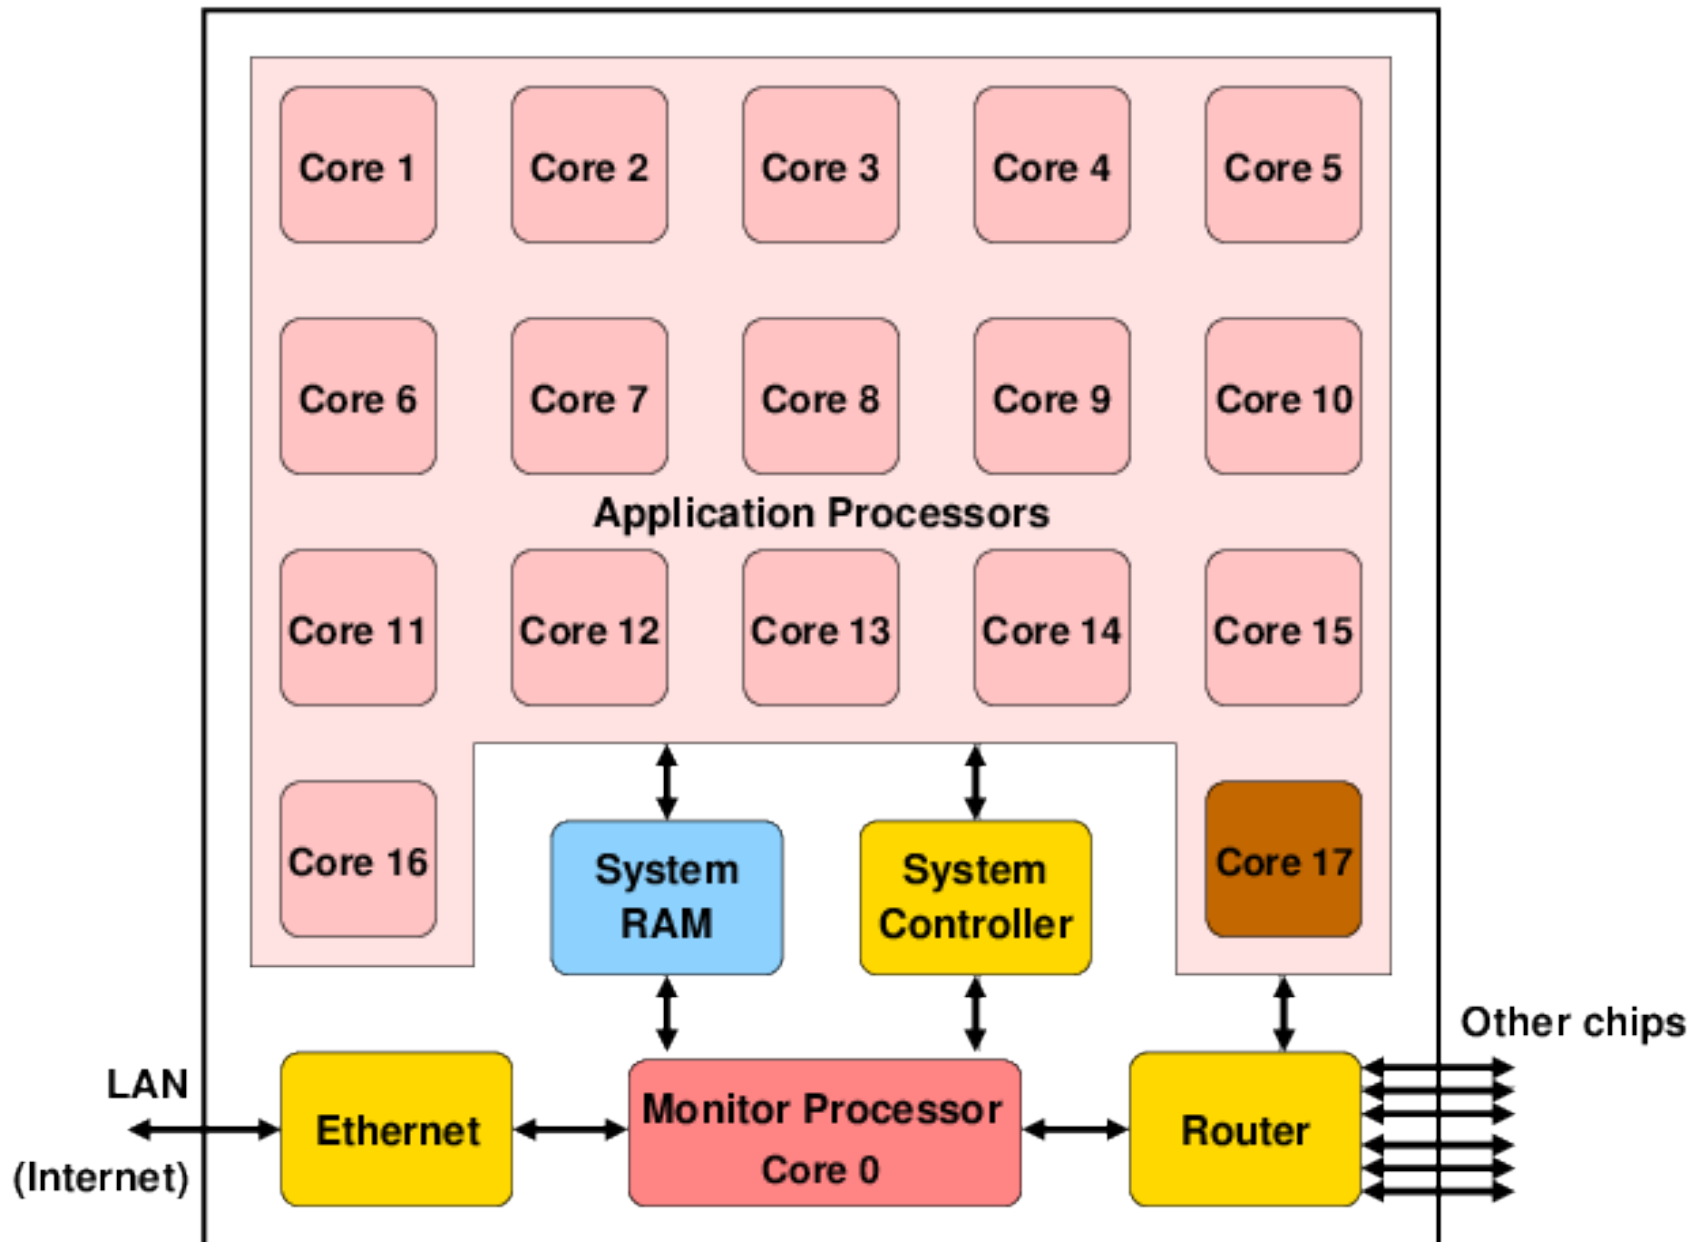 Core 1
Core 2
Core 3
Core 4
Core 5
Core 6
Core 7
Core 8
Core 9
Core 10
Application Processors
Core 11
Core 12
Core 13
Core 14
Core 15
Core 16
System
RAM
System
Controller
Core 17
Other chips
LAN
(Internet)
Ethernet
Monitor Processor
Core 0
Router